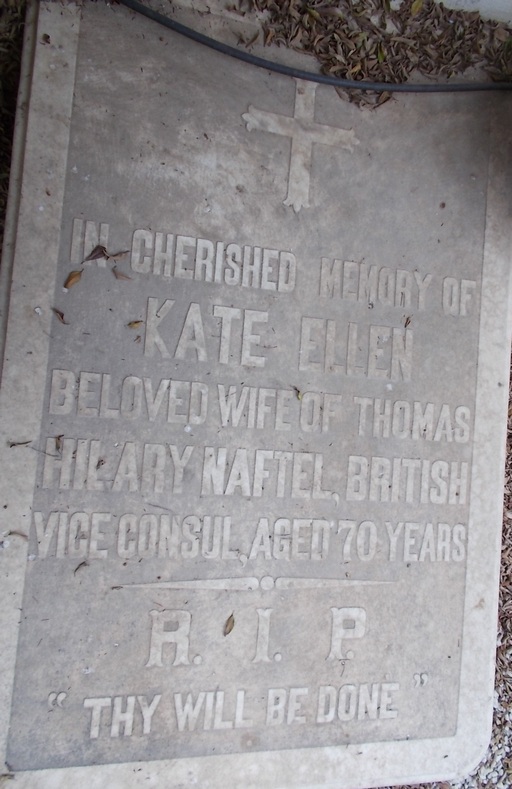 IN CHERISHED MEMORY OF
KATE ELLEN
BELOVED WIFE OF THOMAS
HILARY NAFTEL, BRITISH
VICE CONSUL, AGED 70 YEARS
R. I. P.
"THY WILL BE DONE"